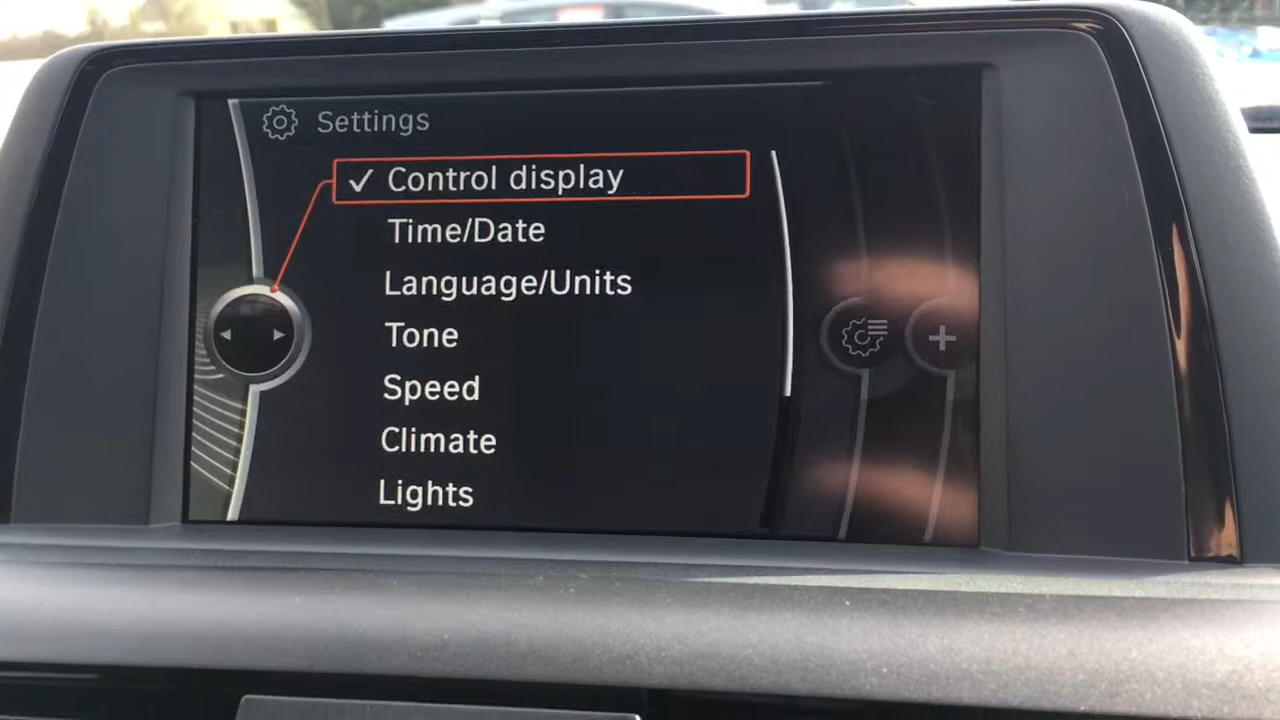 Settings
Control display
Time/Date
Language/Units
Tone
Speed
Climate
Lights